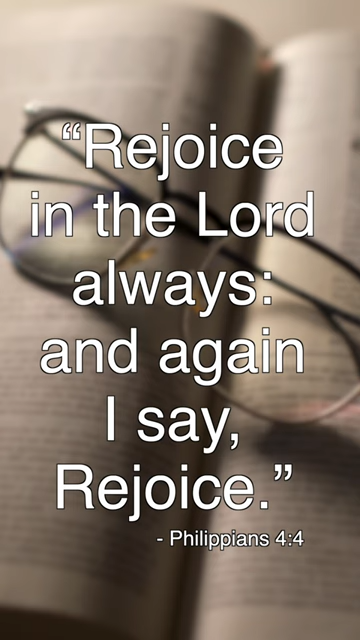 “Rejoice
in the Lord
always:
and again
I say,
Rejoice.”
- Philippians 4:4